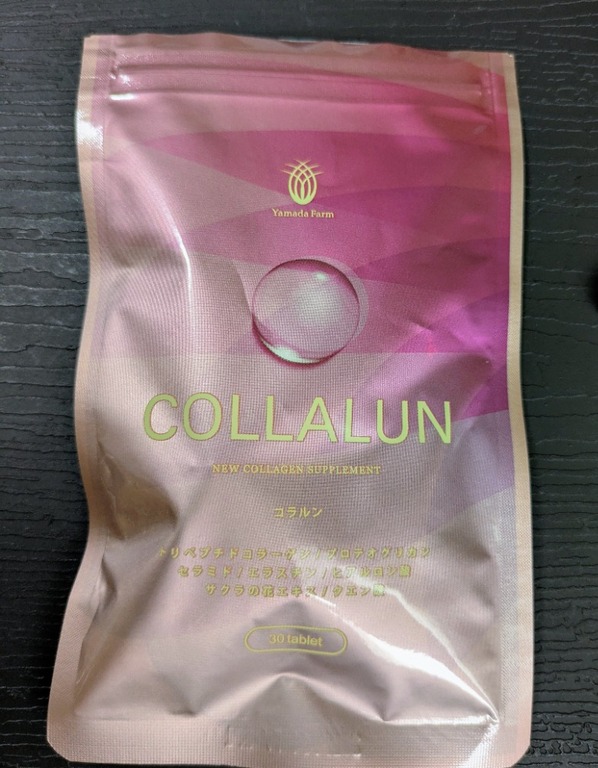 Yamada Farm
COLLALUN
NEW COLLAGEN SUPPLEMENT
コラルン
トリペプチドコラーゲン/プロテオグリカン
セラミド/エラスチン/ヒアルロン酸
サクラの花エキス/クエン酸
30 tablet